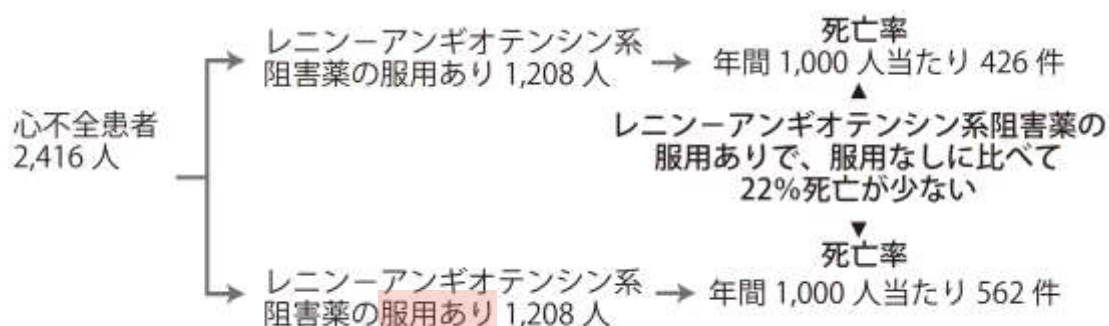 心不全患者
2,416 人
レニン－アンギオテンシン系
阻害薬の服用あり 1,208 人
死亡率
年間 1,000 人当たり 426 件
レニン－アンギオテンシン系阻害薬の
服用ありで、服用なしに比べて
22%死亡が少ない
レニン－アンギオテンシン系
阻害薬の服用あり 1,208 人
死亡率
年間 1,000 人当たり 562 件